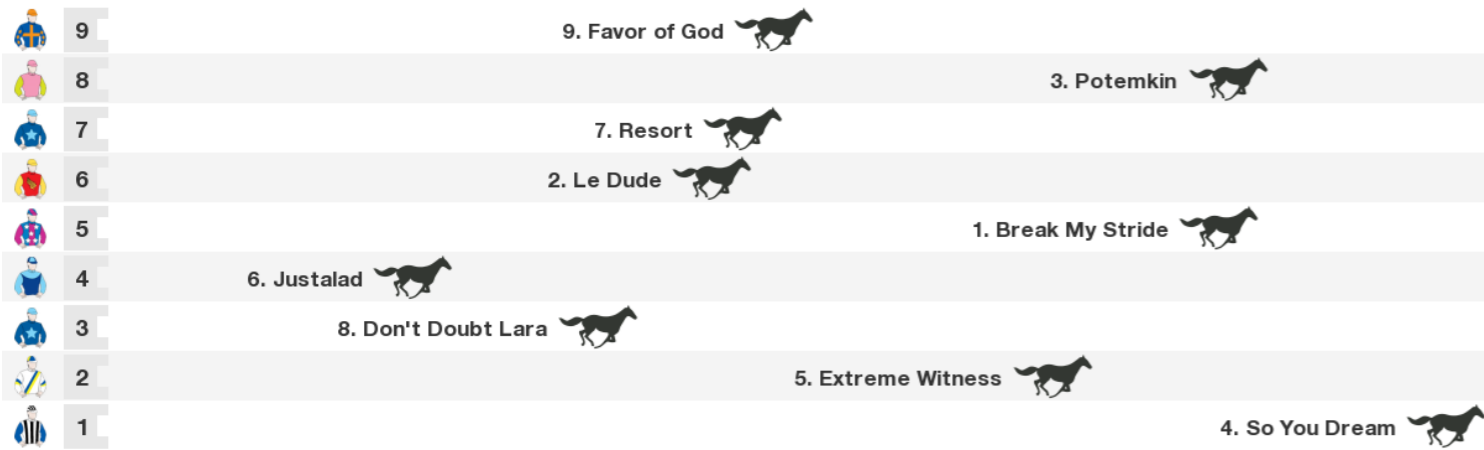 9 9. Favor of God
8 3. Potemkin
7 7. Resort
6 2. Le Dude
5 1. Break My Stride
4 6. Justalad
3 8. Don't Doubt Lara
2 5. Extreme Witness
1 4. So You Dream